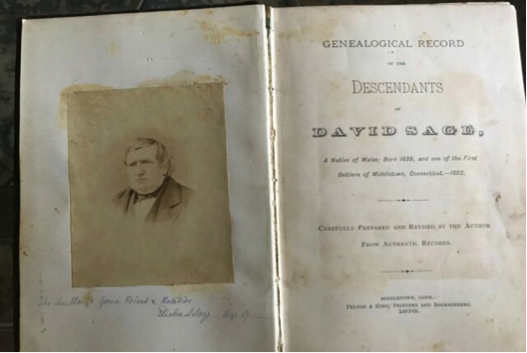 The Author & Your Friend & Relative
GENEALOGICAL RECORD
OF THE
DESCENDANTS
OF
DAVID SAGE,
A Native of Wales; Born 1639, and one of the First
Settlers of Middletown, Connecticut.—1652.
CAREFULLY PREPARED AND REVISED BY THE AUTHOR
FROM AUTHENTIC RECORDS.
MIDDLETOWN, CONN.:
PELTON & KING, PRINTERS AND BOOKBINDERS.